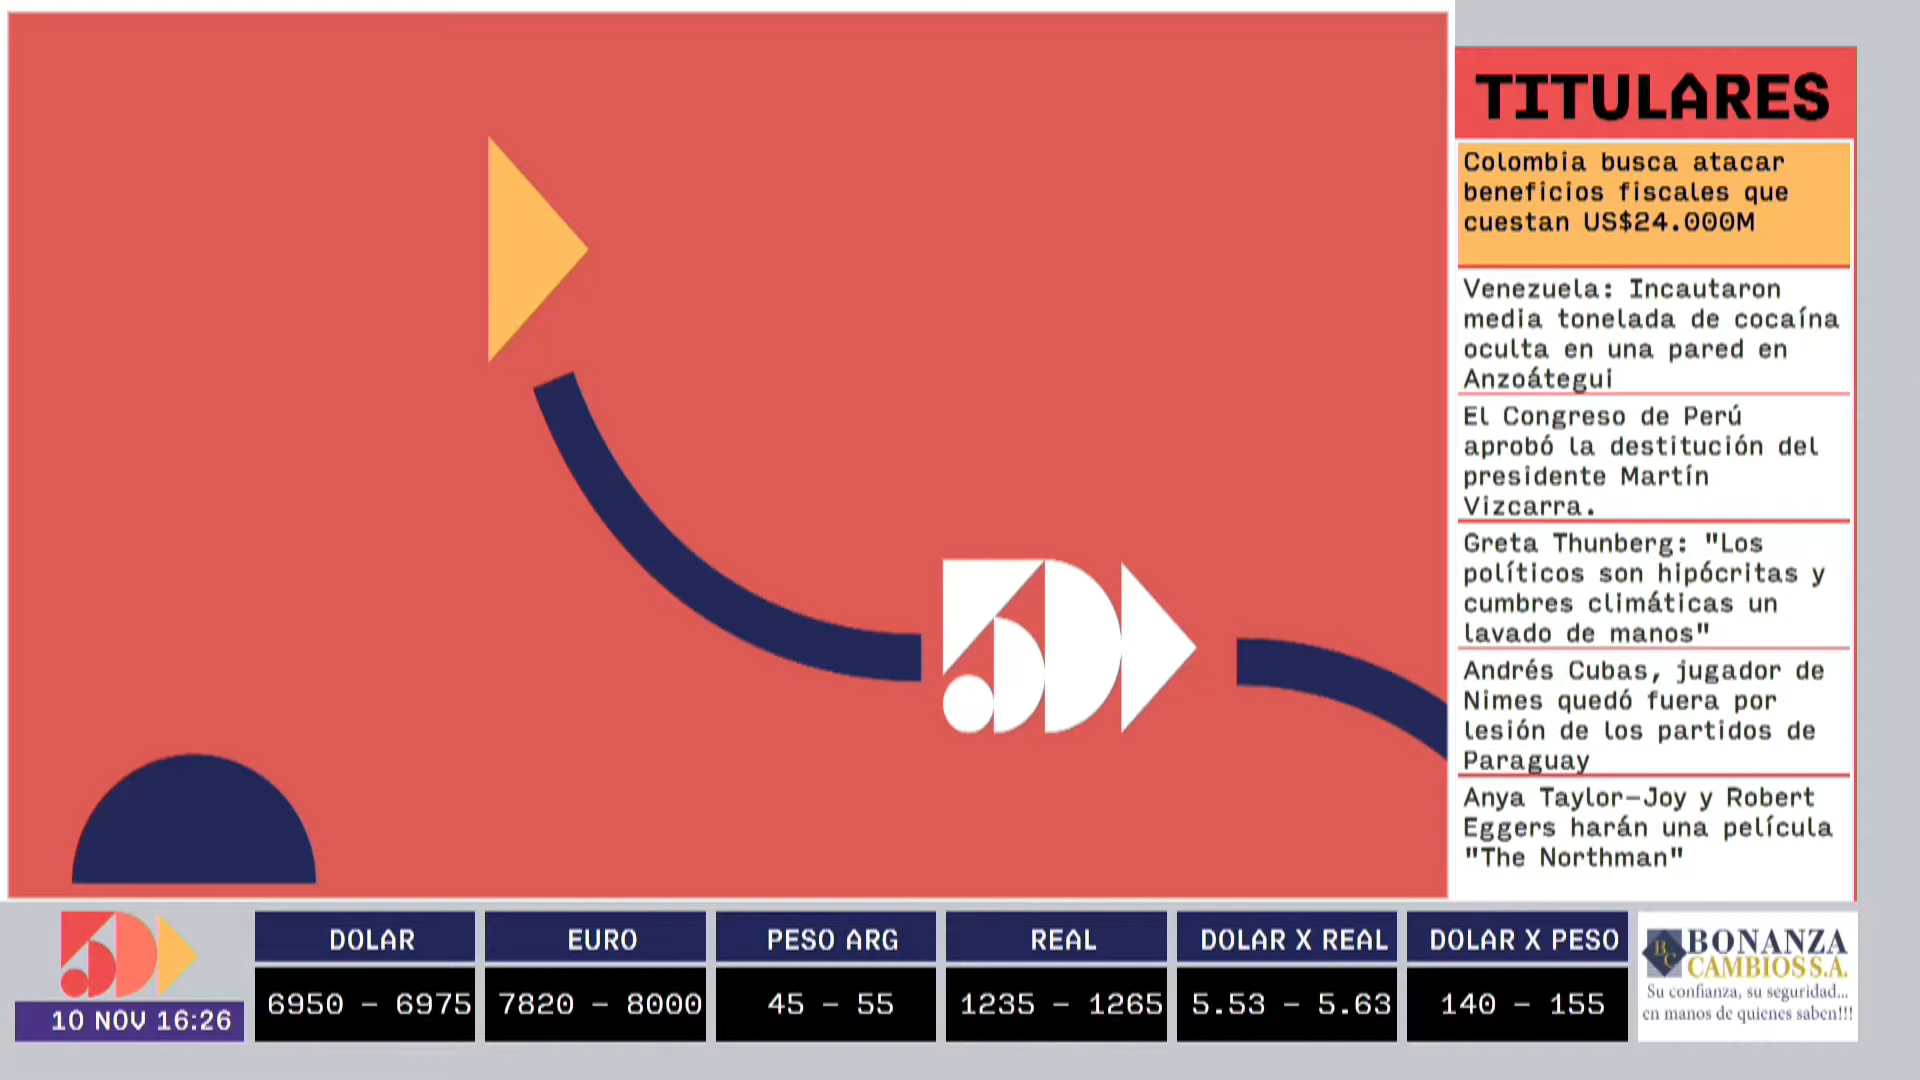 TITULARES
Colombia busca atacar
beneficios fiscales que
cuestan US$24.000M
Venezuela: Incautaron
media tonelada de cocaína
oculta en una pared en
Anzoátegui
El Congreso de Perú
aprobó la destitución del
presidente Martín
Vizcarra.
Greta Thunberg: "Los
políticos son hipócritas y
cumbres climáticas un
lavado de manos"
Andrés Cubas, jugador de
Nimes quedó fuera por
lesión de los partidos de
Paraguay
Anya Taylor-Joy y Robert
Eggers harán una película
"The Northman"
10 NOV 16:26
DOLAR
6950 - 6975
EURO
7820 - 8000
PESO ARG
45 - 55
REAL
1235 - 1265
DOLAR X REAL
5.53 - 5.63
DOLAR X PESO
140 - 155
BC
BONANZA
CAMBIOS S.A.
Su confianza, su seguridad...
en manos de quienes saben!!!